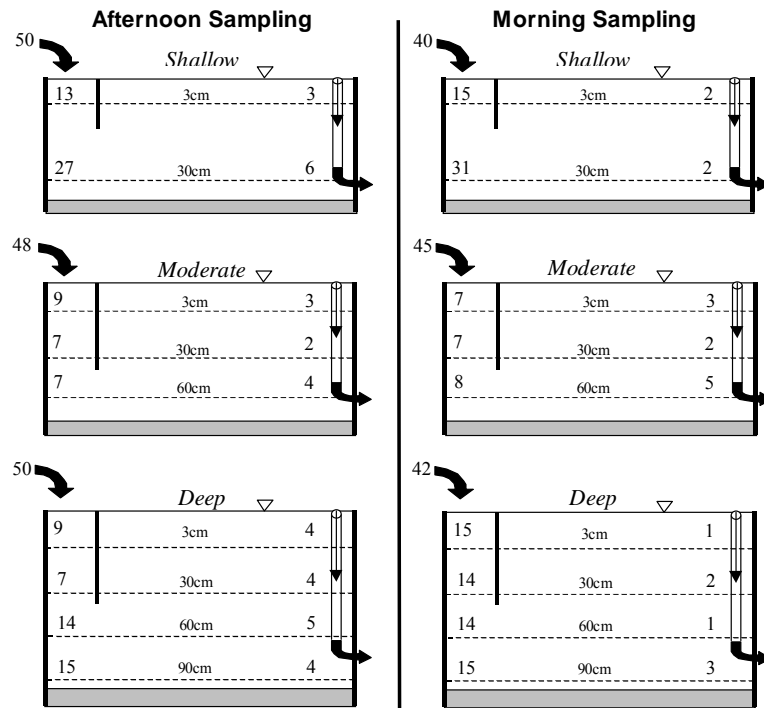 Afternoon Sampling
50
Shallow
13 3cm 3
27 30cm 6
48
Moderate
9 3cm 3
7 30cm 2
7 60cm 4
50
Deep
9 3cm 4
7 30cm 4
14 60cm 5
15 90cm 4
Morning Sampling
40
Shallow
15 3cm 2
31 30cm 2
45
Moderate
7 3cm 3
7 30cm 2
8 60cm 5
42
Deep
15 3cm 1
14 30cm 2
14 60cm 1
15 90cm 3